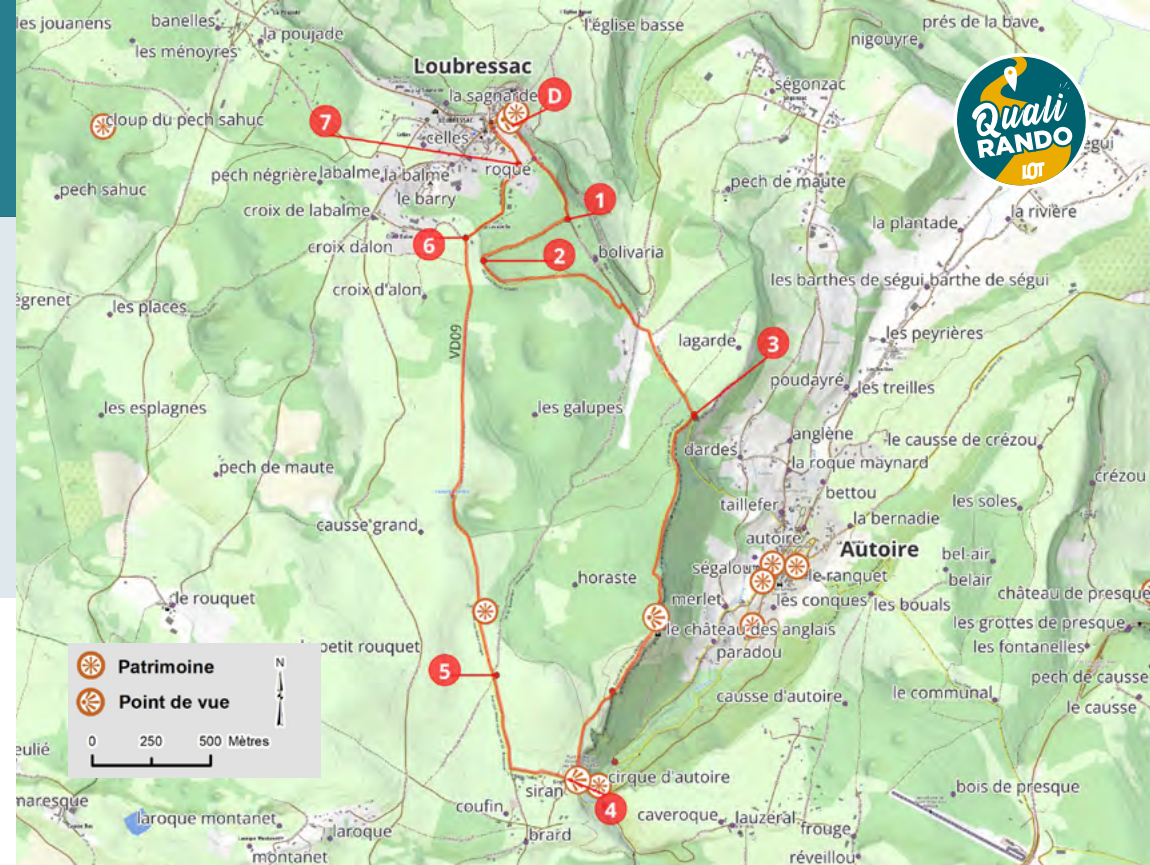 les jouanens
banelles
la poujade
l'église basse
prés de la bave
les ménoyres
nigouyre
Loubressac
ségonzac
Quali
RANDO
LOT
la sagnarde
D
7
cloup du pech sahuc
celles
roque
pech négrière
labalme
la balme
pech de maute
pech sahuc
le barry
1
la rivière
croix de labalme
la plantade
6
croix dalon
2
bolivaria
les barthes de ségui
barthe de ségui
croix d'alon
égrenet
les places
VD09
lagarde
3
les peyrières
poudayré
les treilles
les esplagnes
les galupes
anglène
le causse de crézou
dardes
la roque maynard
pech de maute
crézou
bettou
taillefer
les soles
causse grand
la bernadie
autoire
Autoire
bel-air
horaste
le ranquet
belair
le rouquet
merlet
les conques
les bouals
château de presque
le château des anglais
les grottes de presque
petit rouquet
paradou
les fontanelles
Patrimoine
N
5
pech de causse
Point de vue
causse d'autoire
le communal
le causse
0 250 500 Mètres
eulié
cirque d'autoire
siran
bois de presque
maresque
coufin
4
caveroque
lauzeral
frouge
laroque montanet
laroque
brard
montanet
réveillou